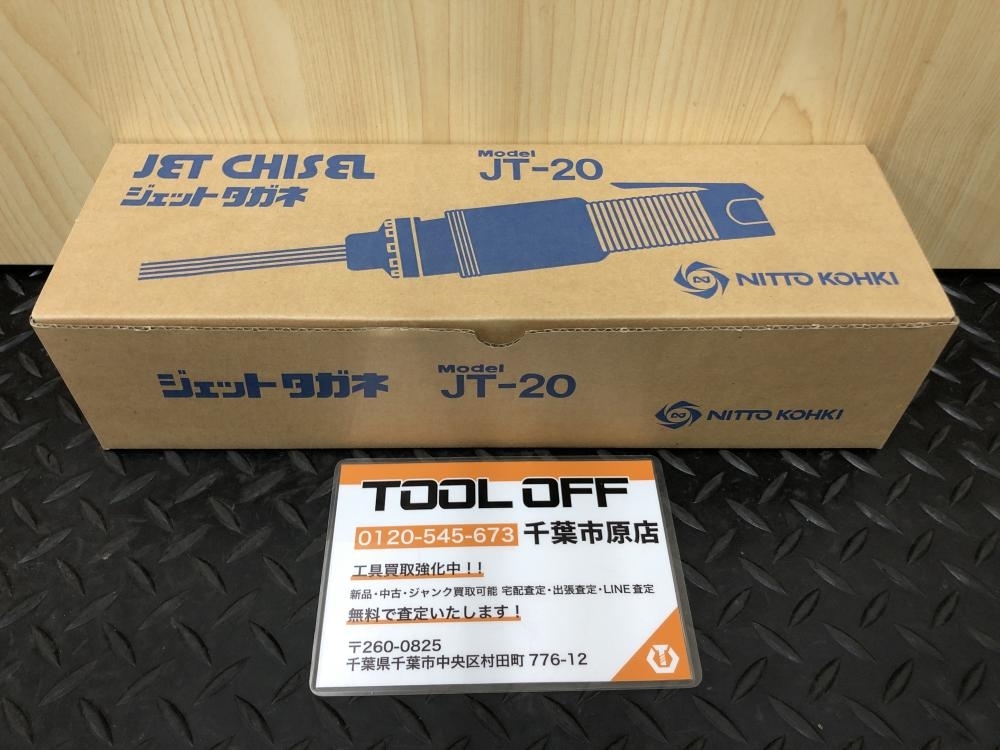 JET CHISEL
ジェットタガネ
Model
JT-20
NITTO KOHKI
ジェットタガネ
Model
JT-20
NITTO KOHKI
TOOL OFF
0120-545-673 千葉市原店
工具買取強化中!!
新品・中古・ジャンク買取可能 宅配査定・出張査定・LINE査定
無料で査定いたします!
〒260-0825
千葉県千葉市中央区村田町 776-12